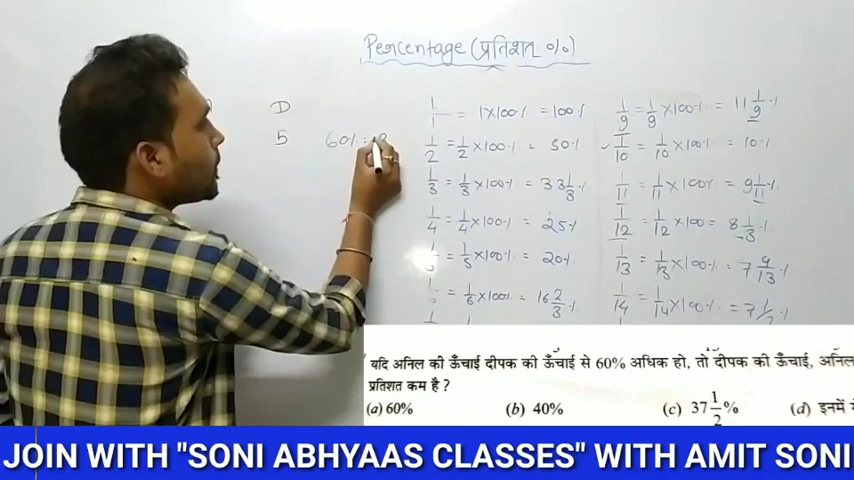 Percentage (प्रतिशत %)
D
5 60% = 3
1/1 = 1×100% = 100%
1/2 = 1/2 ×100% = 50%
1/3 = 1/3 ×100% = 33 1/3 %
1/4 = 1/4 ×100% = 25%
1/5 ×100% = 20%
= 1/6 ×100% = 16 2/3 %
1/9 = 1/9 ×100% = 11 1/9 %
1/10 = 1/10 ×100% = 10%
1/11 = 1/11 ×100% = 9 1/11 %
1/12 = 1/12 ×100 = 8 1/3 %
1/13 = 1/13 ×100% = 7 9/13 %
1/14 = 1/14 ×100% = 7 1/7 %
यदि अनिल की ऊँचाई दीपक की ऊँचाई से 60% अधिक हो, तो दीपक की ऊँचाई, अनिल
प्रतिशत कम है ?
(a) 60% (b) 40% (c) 37 1/2 % (d) इनमें
JOIN WITH "SONI ABHYAAS CLASSES" WITH AMIT SONI